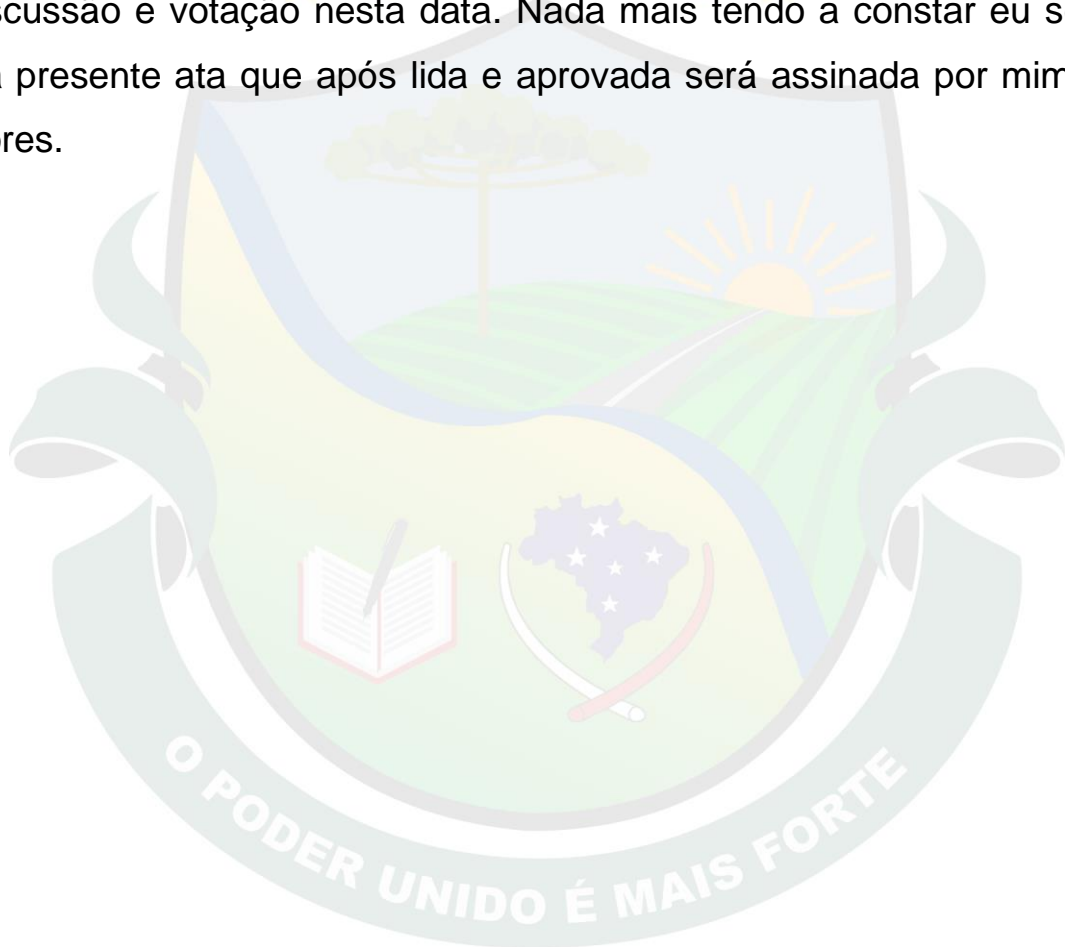 scussão e votação nesta data. Nada mais tendo a constar eu s
presente ata que após lida e aprovada será assinada por mim
res.
O PODER UNIDO É MAIS FORTE